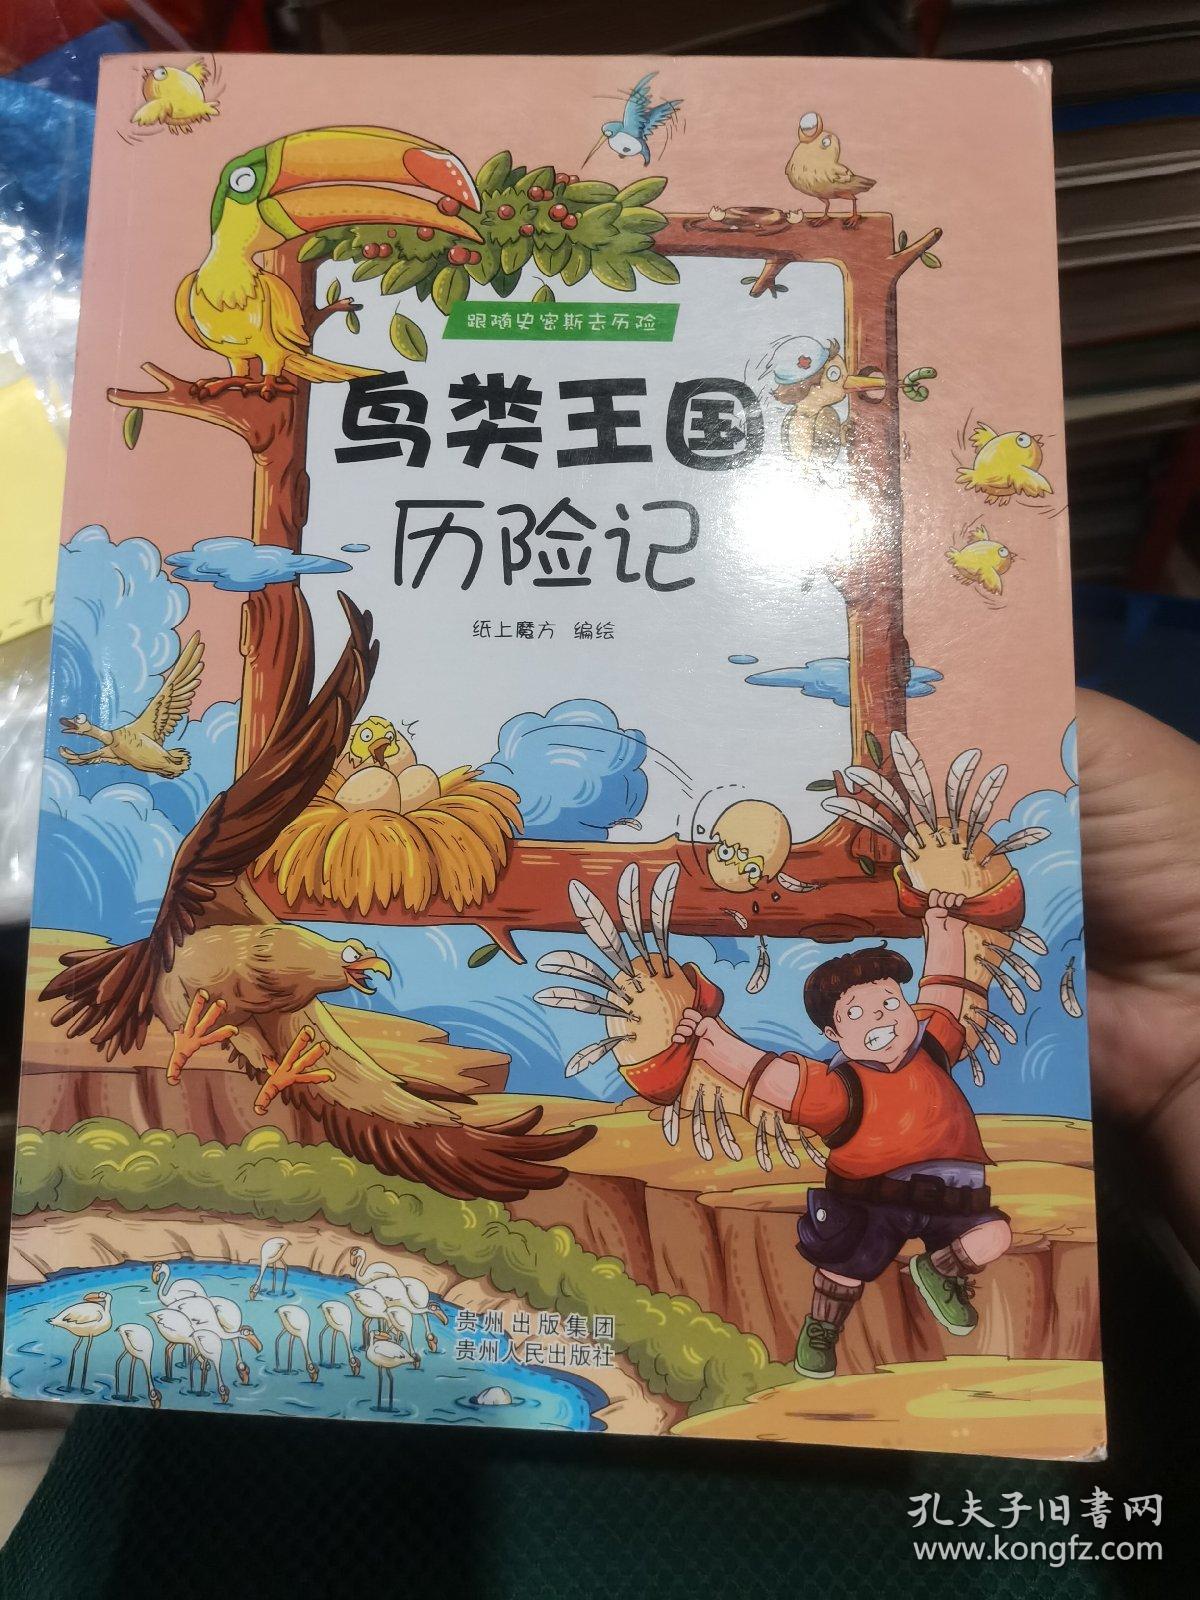 跟随史密斯去历险
鸟类王国
历险记
纸上魔方 编绘
贵州出版集团
贵州人民出版社
孔夫子旧书网
www.kongfz.com